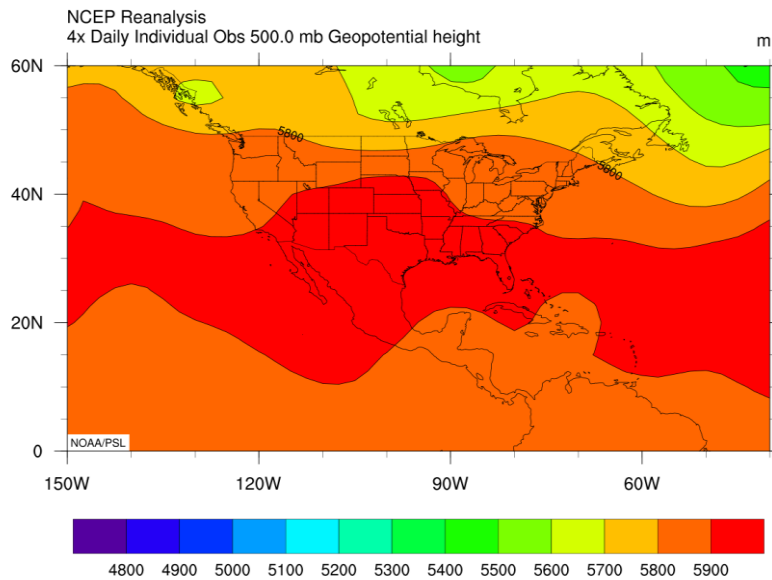 NCEP Reanalysis
4x Daily Individual Obs 500.0 mb Geopotential height
m
60N
5800
5800
40N
20N
0
NOAA/PSL
150W 120W 90W 60W
4800 4900 5000 5100 5200 5300 5400 5500 5600 5700 5800 5900